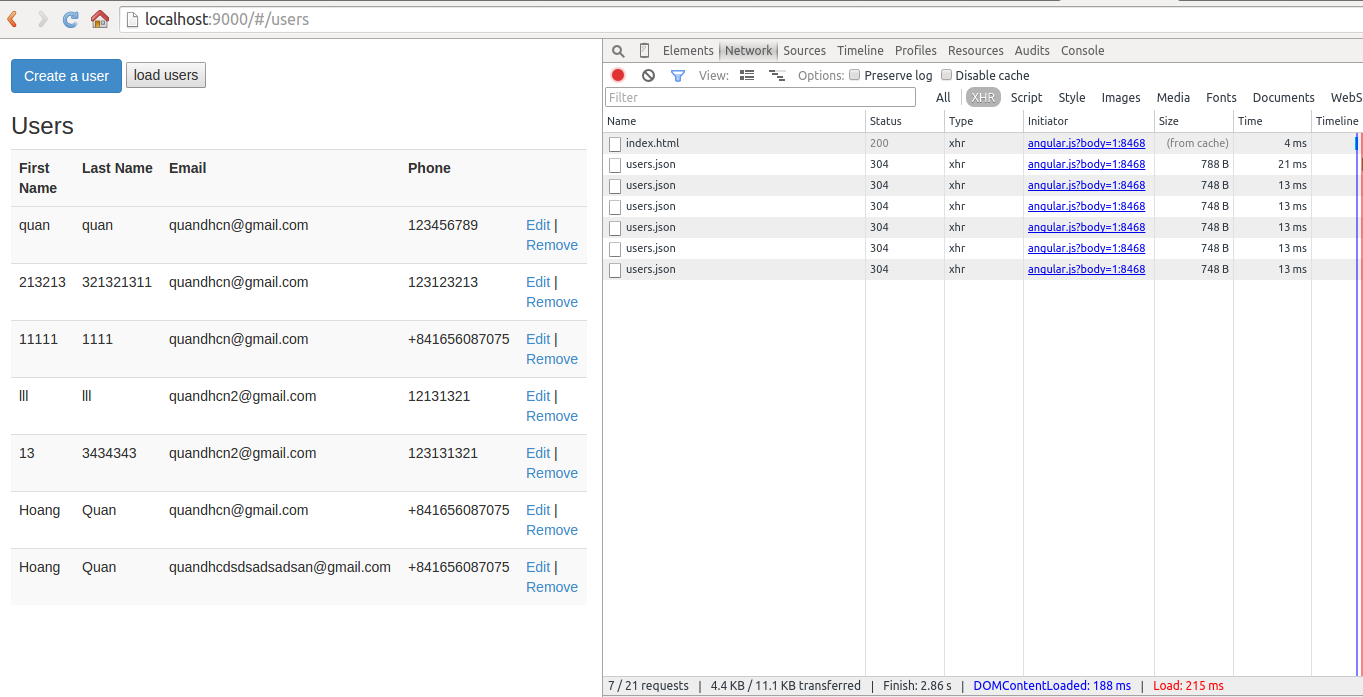 localhost:9000/#/users
Create a user load users
Users
First Name Last Name Email Phone
quan quan quandhcn@gmail.com 123456789 Edit | Remove
213213 321321311 quandhcn@gmail.com 123123213 Edit | Remove
11111 1111 quandhcn@gmail.com +841656087075 Edit | Remove
lll lll quandhcn2@gmail.com 12131321 Edit | Remove
13 3434343 quandhcn2@gmail.com 123131321 Edit | Remove
Hoang Quan quandhcn@gmail.com +841656087075 Edit | Remove
Hoang Quan quandhcdsdsadsadsan@gmail.com +841656087075 Edit | Remove
Elements Network Sources Timeline Profiles Resources Audits Console
View: Options: Preserve log Disable cache
Filter All XHR Script Style Images Media Fonts Documents WebS
Name Status Type Initiator Size Time Timeline
index.html 200 xhr angular.js?body=1:8468 (from cache) 4 ms
users.json 304 xhr angular.js?body=1:8468 788 B 21 ms
users.json 304 xhr angular.js?body=1:8468 748 B 13 ms
users.json 304 xhr angular.js?body=1:8468 748 B 13 ms
users.json 304 xhr angular.js?body=1:8468 748 B 13 ms
users.json 304 xhr angular.js?body=1:8468 748 B 13 ms
users.json 304 xhr angular.js?body=1:8468 748 B 13 ms
7 / 21 requests | 4.4 KB / 11.1 KB transferred | Finish: 2.86 s | DOMContentLoaded: 188 ms | Load: 215 ms